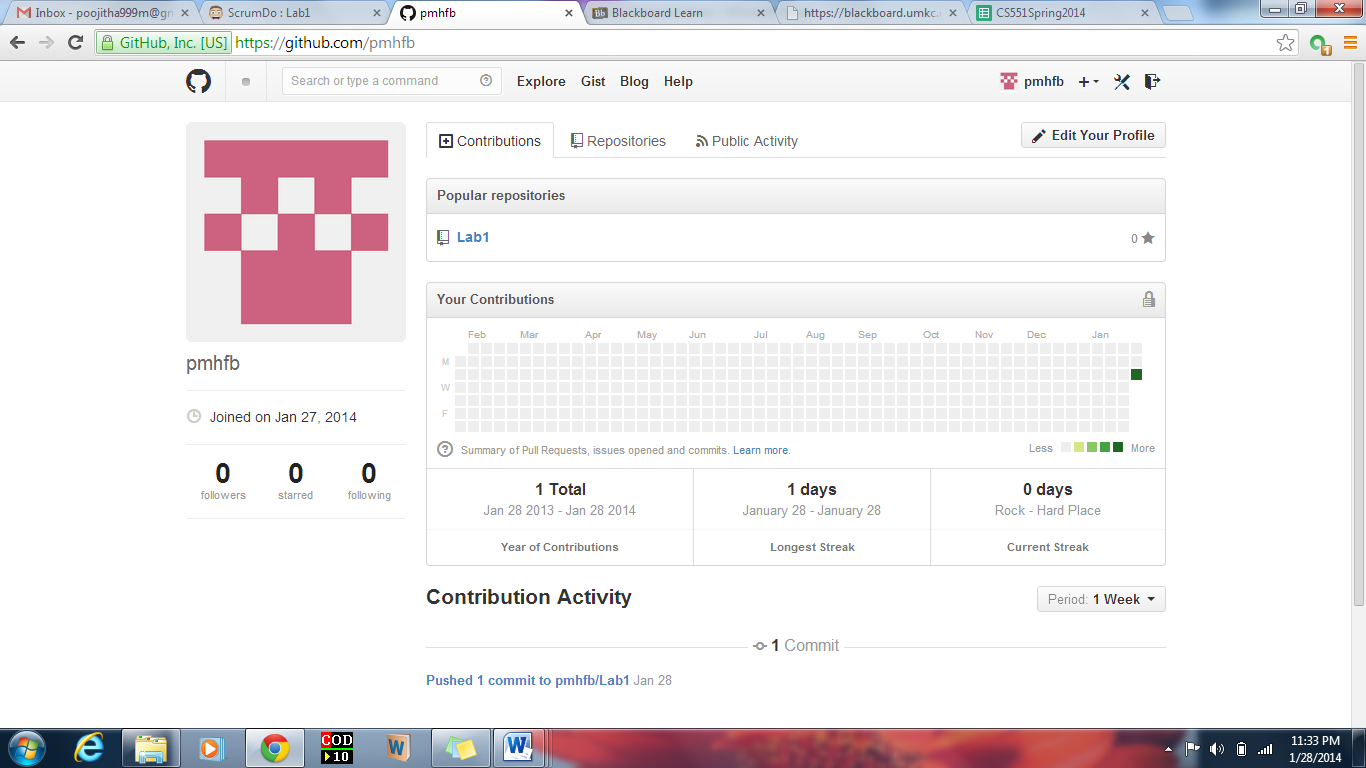 Inbox - poojitha999m@gm
ScrumDo : Lab1
pmhfb
Blackboard Learn
https://blackboard.umkc.
CS551Spring2014
GitHub, Inc. [US] https://github.com/pmhfb
1
Search or type a command
Explore Gist Blog Help
pmhfb
Contributions
Repositories
Public Activity
Edit Your Profile
Popular repositories
Lab1
0
pmhfb
Joined on Jan 27, 2014
0 0 0
followers starred following
Your Contributions
Feb Mar Apr May Jun Jul Aug Sep Oct Nov Dec Jan
M
W
F
Summary of Pull Requests, issues opened and commits. Learn more.
Less More
1 Total 1 days 0 days
Jan 28 2013 - Jan 28 2014 January 28 - January 28 Rock - Hard Place
Year of Contributions Longest Streak Current Streak
Contribution Activity
Period: 1 Week
1 Commit
Pushed 1 commit to pmhfb/Lab1 Jan 28
COD
10
11:33 PM
1/28/2014